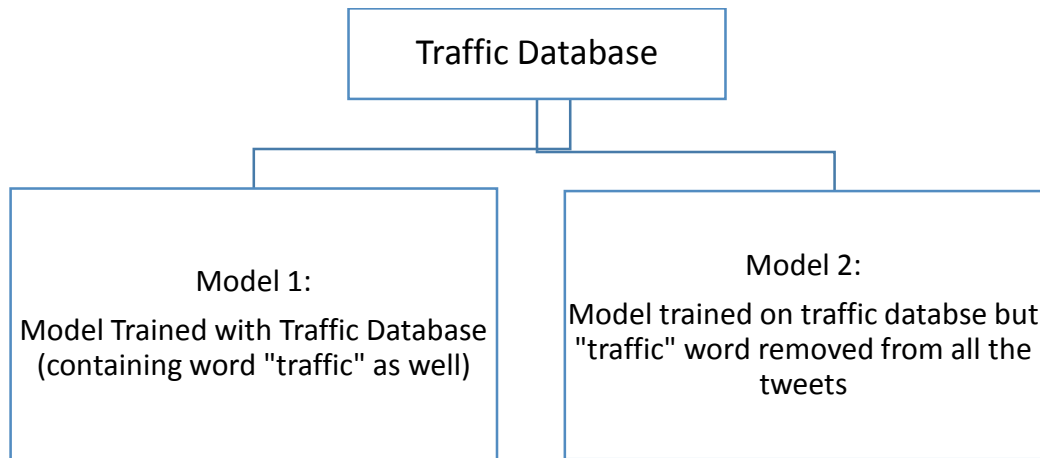 Traffic Database
Model 1:
Model Trained with Traffic Database
(containing word "traffic" as well)
Model 2:
Model trained on traffic databse but
"traffic" word removed from all the
tweets